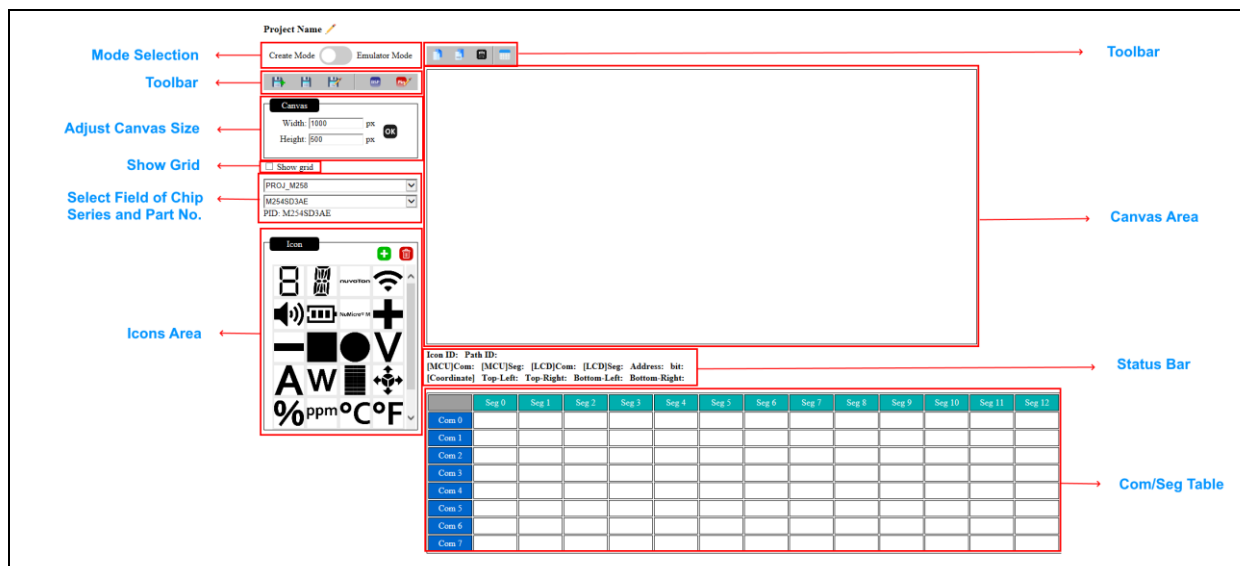 Project Name
Mode Selection
Create Mode Emulator Mode
Toolbar
Toolbar
Canvas
Adjust Canvas Size
Width: 1000 px
OK
Height: 500 px
Show Grid
Show grid
PROJ_M258
Select Field of Chip
Series and Part No.
M254SD3AE
PID: M254SD3AE
Canvas Area
Icon
nuvoton
NuMicro® M
Icons Area
V
A W
% ppm °C °F
Icon ID: Path ID:
[MCU]Com: [MCU]Seg: [LCD]Com: [LCD]Seg: Address: bit:
[Coordinate] Top-Left: Top-Right: Bottom-Left: Bottom-Right:
Status Bar
Seg 0 Seg 1 Seg 2 Seg 3 Seg 4 Seg 5 Seg 6 Seg 7 Seg 8 Seg 9 Seg 10 Seg 11 Seg 12
Com 0
Com 1
Com 2
Com 3
Com 4
Com 5
Com 6
Com 7
Com/Seg Table